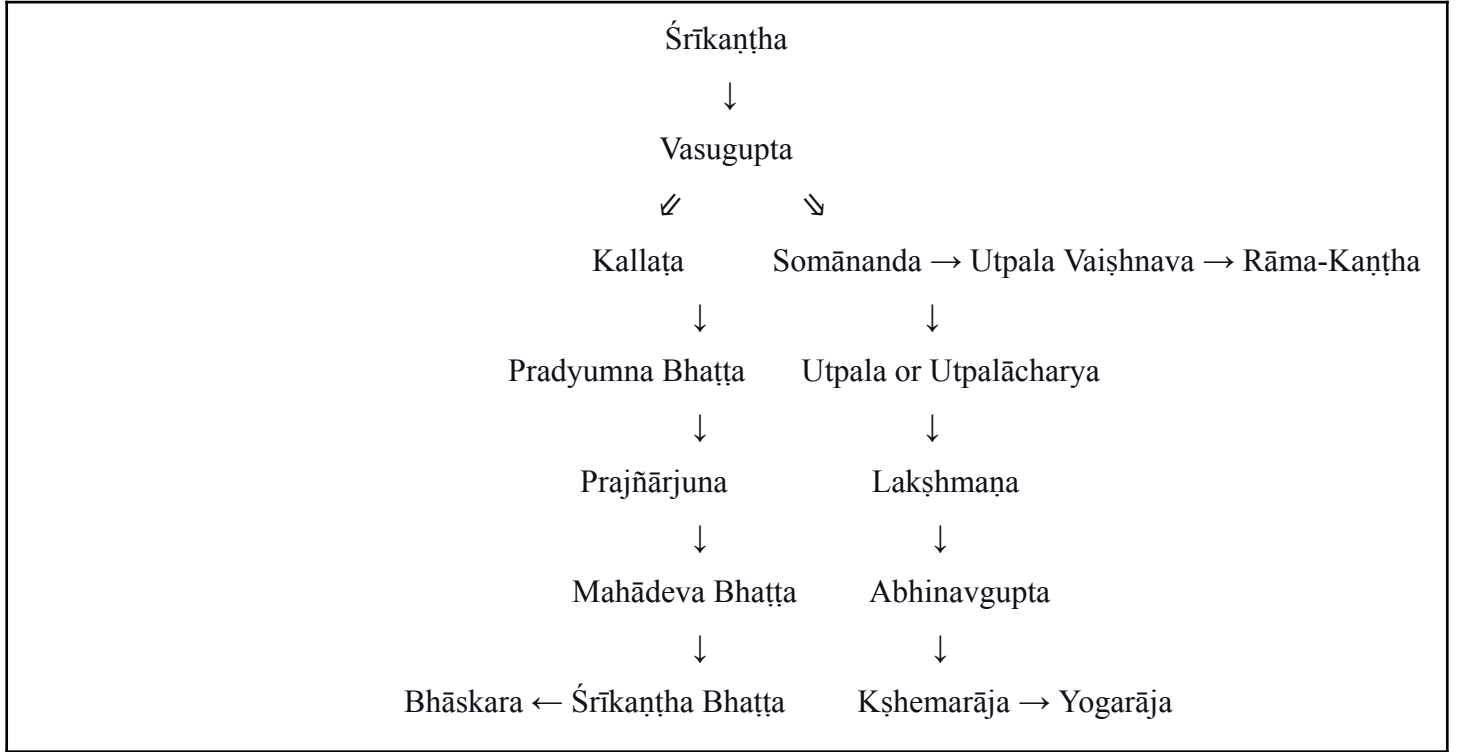 Śrīkaṇṭha
↓
Vasugupta
⇙ ⇘
Kallaṭa Somānanda → Utpala Vaiṣhnava → Rāma-Kaṇṭha
↓ ↓
Pradyumna Bhaṭṭa Utpala or Utpalācharya
↓ ↓
Prajñārjuna Lakṣhmaṇa
↓ ↓
Mahādeva Bhaṭṭa Abhinavgupta
↓ ↓
Bhāskara ← Śrīkaṇṭha Bhaṭṭa Kṣhemarāja → Yogarāja